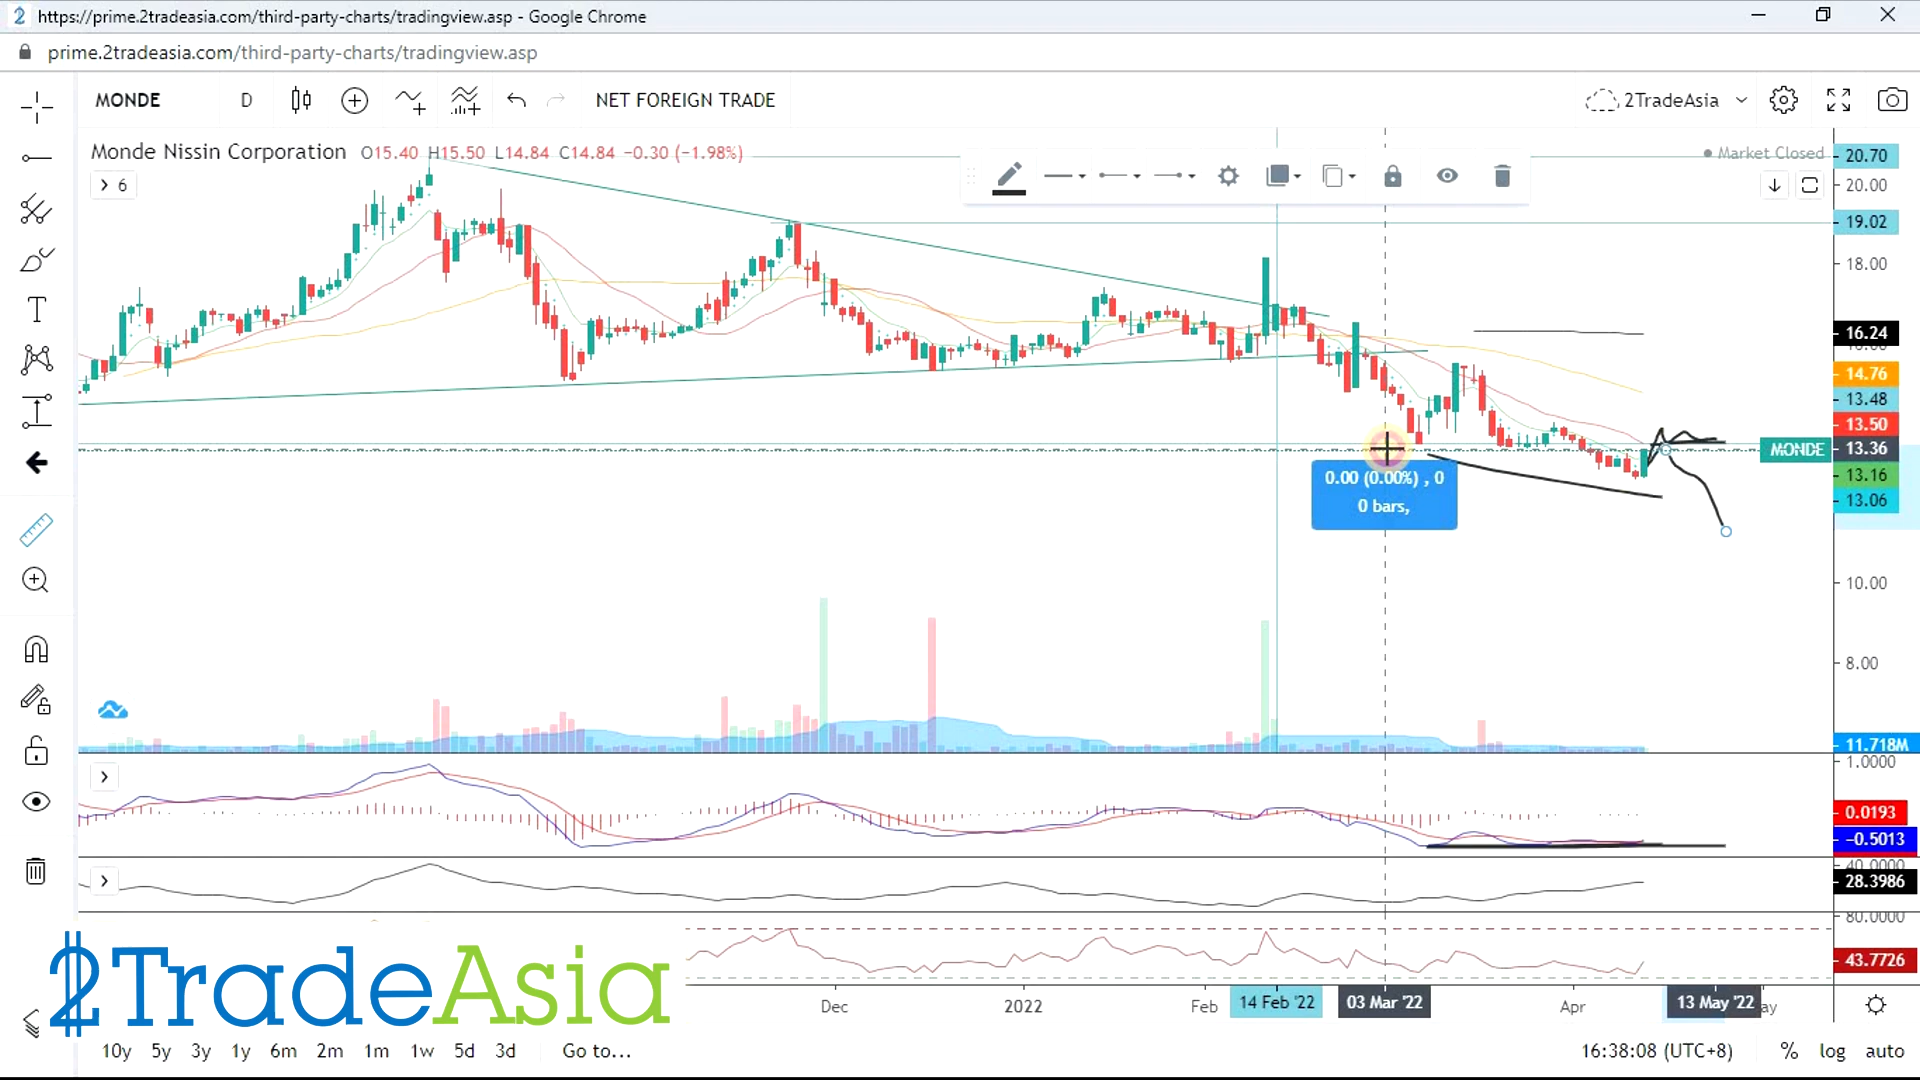 https://prime.2tradeasia.com/third-party-charts/tradingview.asp - Google Chrome
prime.2tradeasia.com/third-party-charts/tradingview.asp
MONDE D NET FOREIGN TRADE 2TradeAsia
Monde Nissin Corporation O15.40 H15.50 L14.84 C14.84 −0.30 (−1.98%)
Market Closed
6
20.70
20.00
19.02
18.00
16.24
14.76
13.48
13.50
MONDE 13.36
13.16
13.06
0.00 (0.00%) , 0
0 bars,
10.00
8.00
11.718M
1.0000
0.0193
−0.5013
40.0000
28.3986
80.0000
43.7726
2TradeAsia
Dec 2022 Feb 14 Feb '22 03 Mar '22 Apr 13 May '22
10y 5y 3y 1y 6m 2m 1m 1w 5d 3d Go to...
16:38:08 (UTC+8) % log auto